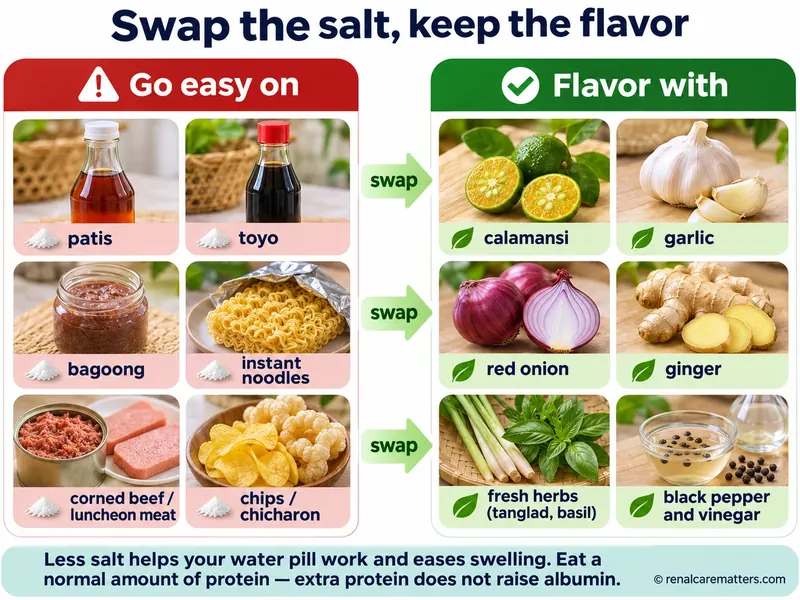 Swap the salt, keep the flavor
Go easy on
Flavor with
patis
toyo
swap
calamansi
garlic
bagoong
instant
noodles
swap
red onion
ginger
corned beef /
luncheon meat
chips /
chicharon
swap
fresh herbs
(tanglad, basil)
black pepper
and vinegar
Less salt helps your water pill work and eases swelling. Eat a
normal amount of protein — extra protein does not raise albumin.
© renalcarematters.com